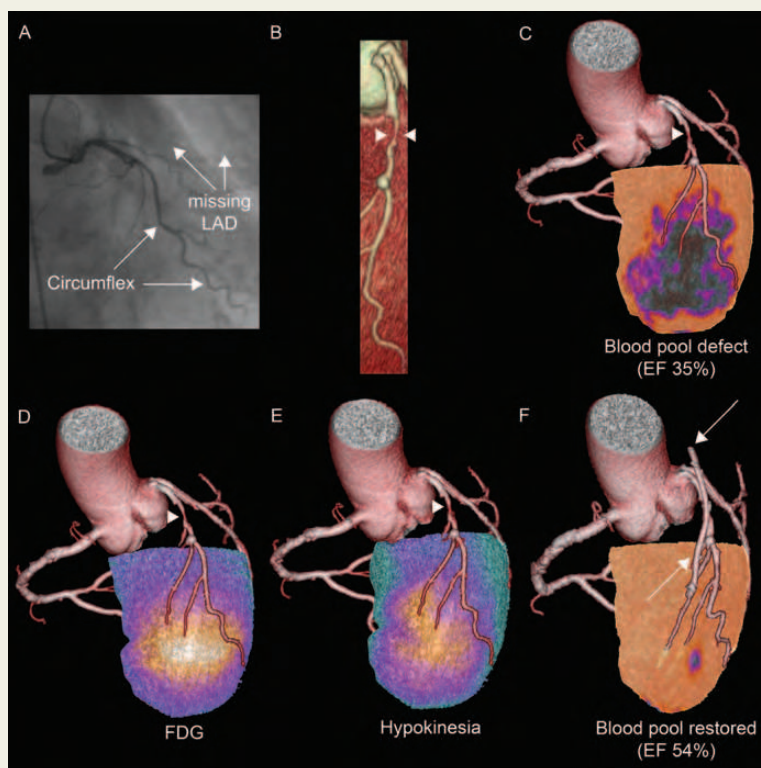 A
B
C
missing
LAD
Circumflex
Blood pool defect
(EF 35%)
D
E
F
FDG
Hypokinesia
Blood pool restored
(EF 54%)